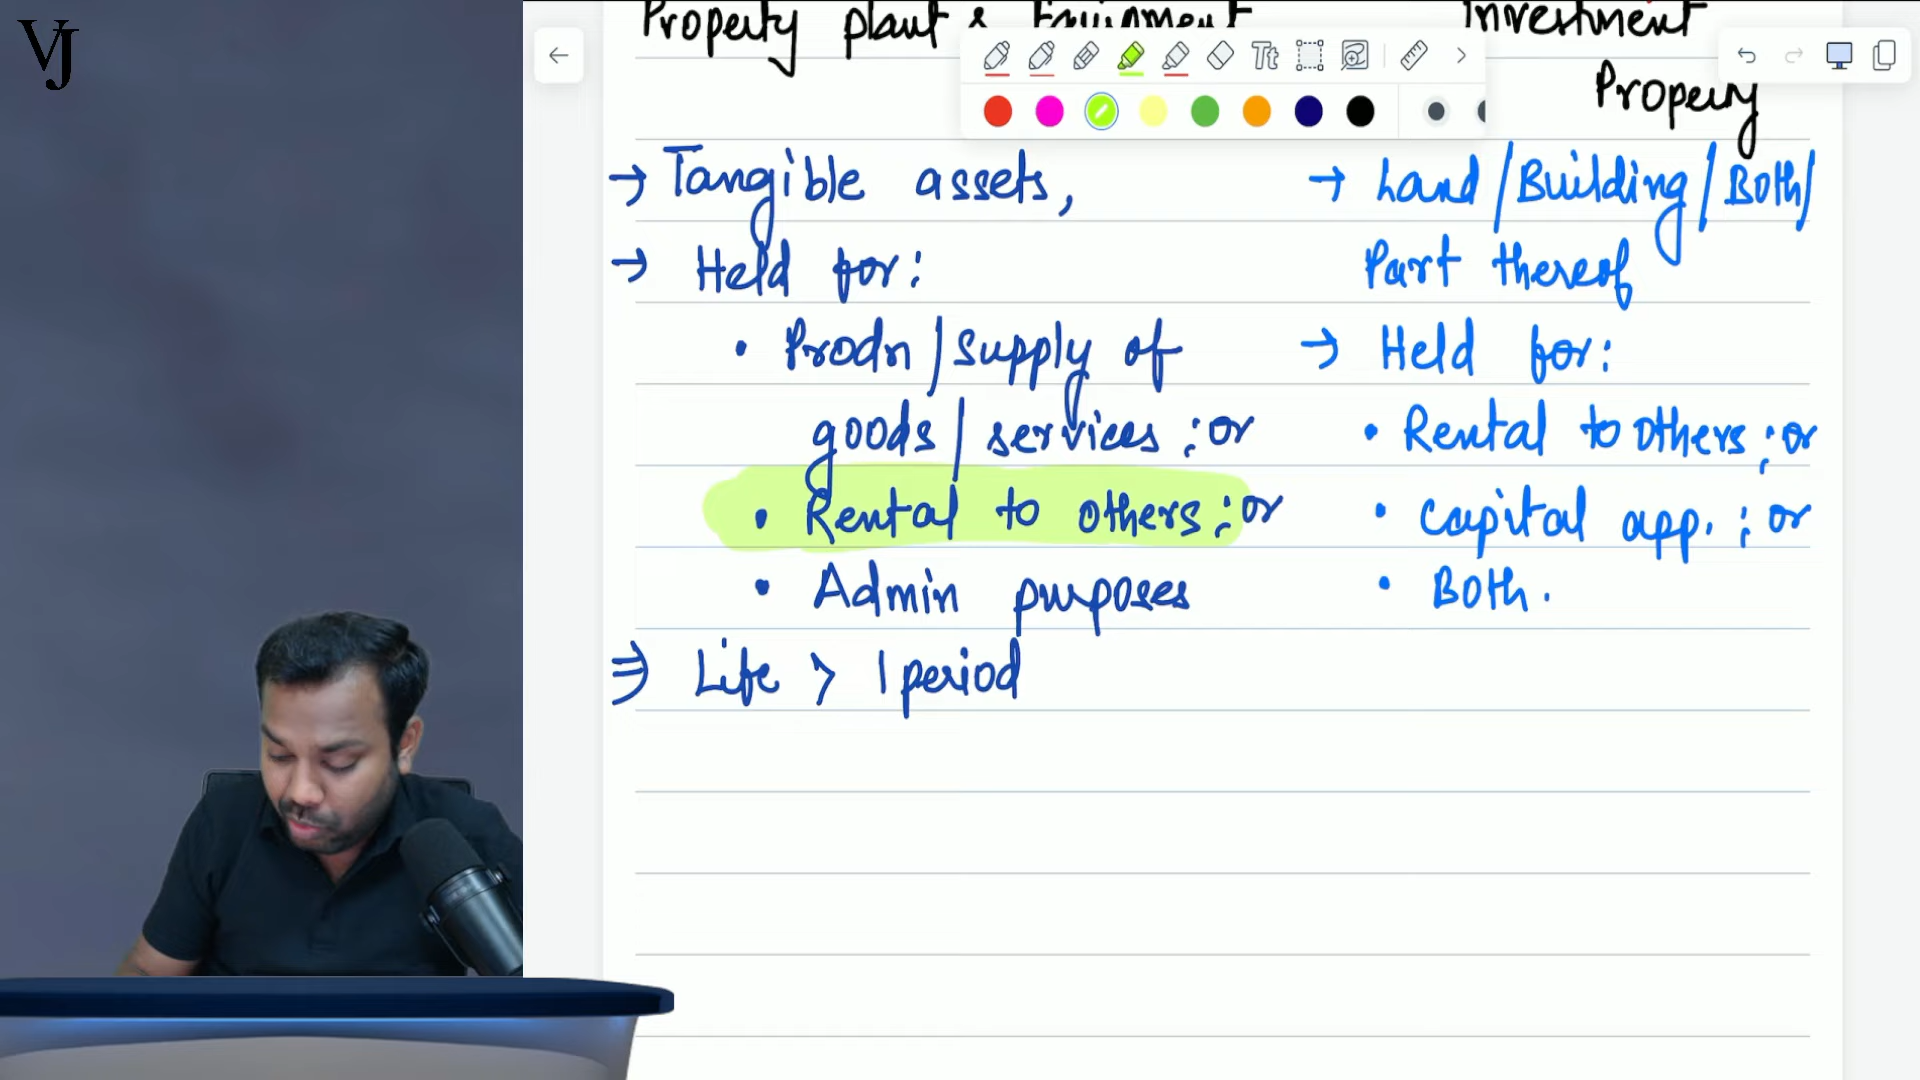 VJ
Property plant & Equipment
Investment
Property
Tt
→ Tangible assets,
→ Held for:
• Prodn/supply of
goods/services ; or
• Rental to others ; or
• Admin purposes
⇒ Life > 1 period
→ Land/Building/Both/
Part thereof
→ Held for:
• Rental to others ; or
• Capital app. ; or
• Both.